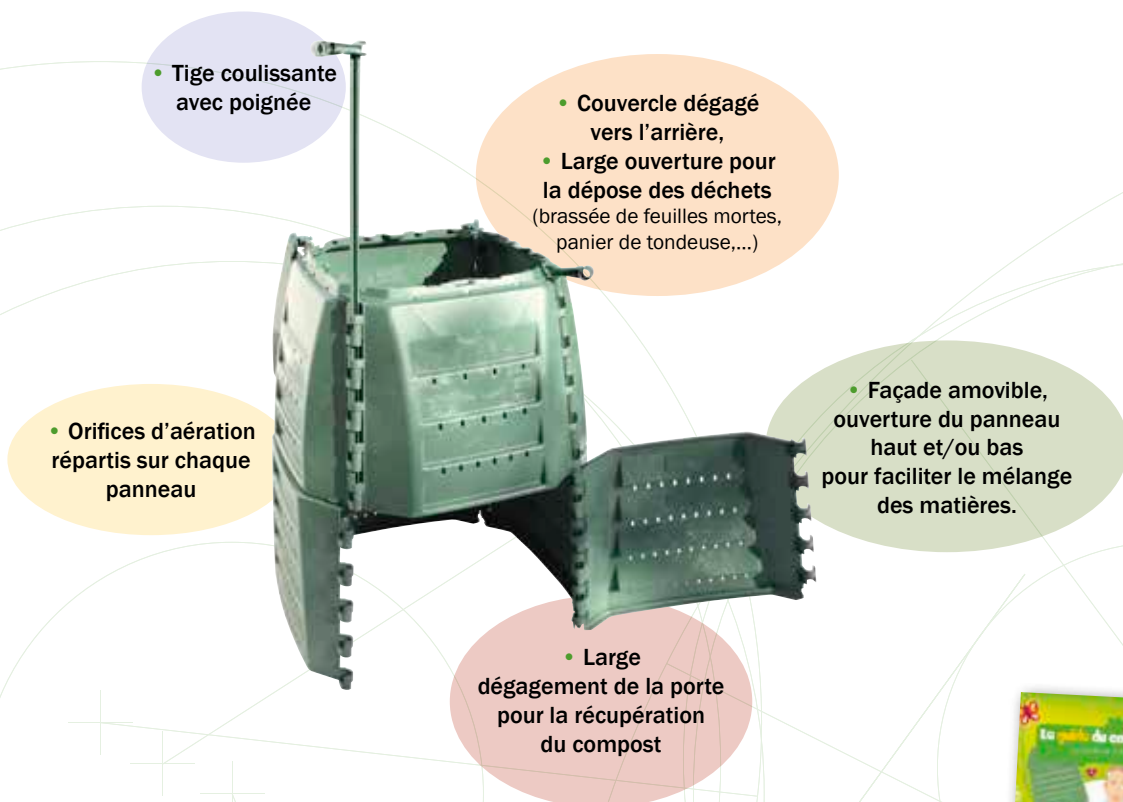 • Tige coulissante
avec poignée
• Couvercle dégagé
vers l'arrière,
• Large ouverture pour
la dépose des déchets
(brassée de feuilles mortes,
panier de tondeuse,...)
• Orifices d'aération
répartis sur chaque
panneau
• Façade amovible,
ouverture du panneau
haut et/ou bas
pour faciliter le mélange
des matières.
• Large
dégagement de la porte
pour la récupération
du compost